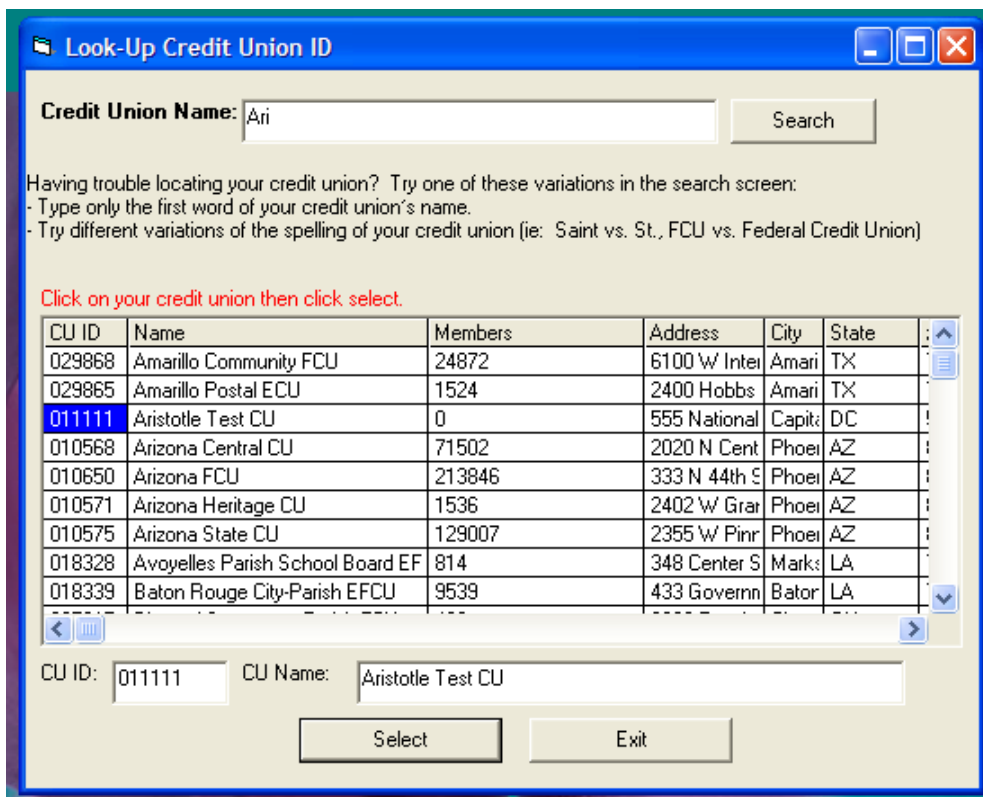 Look-Up Credit Union ID
Credit Union Name: Ari Search
Having trouble locating your credit union? Try one of these variations in the search screen:
- Type only the first word of your credit union's name.
- Try different variations of the spelling of your credit union (ie: Saint vs. St., FCU vs. Federal Credit Union)
Click on your credit union then click select.
CU ID Name Members Address City State
029868 Amarillo Community FCU 24872 6100 W Inter Amari TX
029865 Amarillo Postal ECU 1524 2400 Hobbs Amari TX
011111 Aristotle Test CU 0 555 National Capita DC
010568 Arizona Central CU 71502 2020 N Cent Phoe AZ
010650 Arizona FCU 213846 333 N 44th S Phoe AZ
010571 Arizona Heritage CU 1536 2402 W Grar Phoe AZ
010575 Arizona State CU 129007 2355 W Pinr Phoe AZ
018328 Avoyelles Parish School Board EF 814 348 Center S Marks LA
018339 Baton Rouge City-Parish EFCU 9539 433 Governm Bator LA
CU ID: 011111 CU Name: Aristotle Test CU
Select Exit